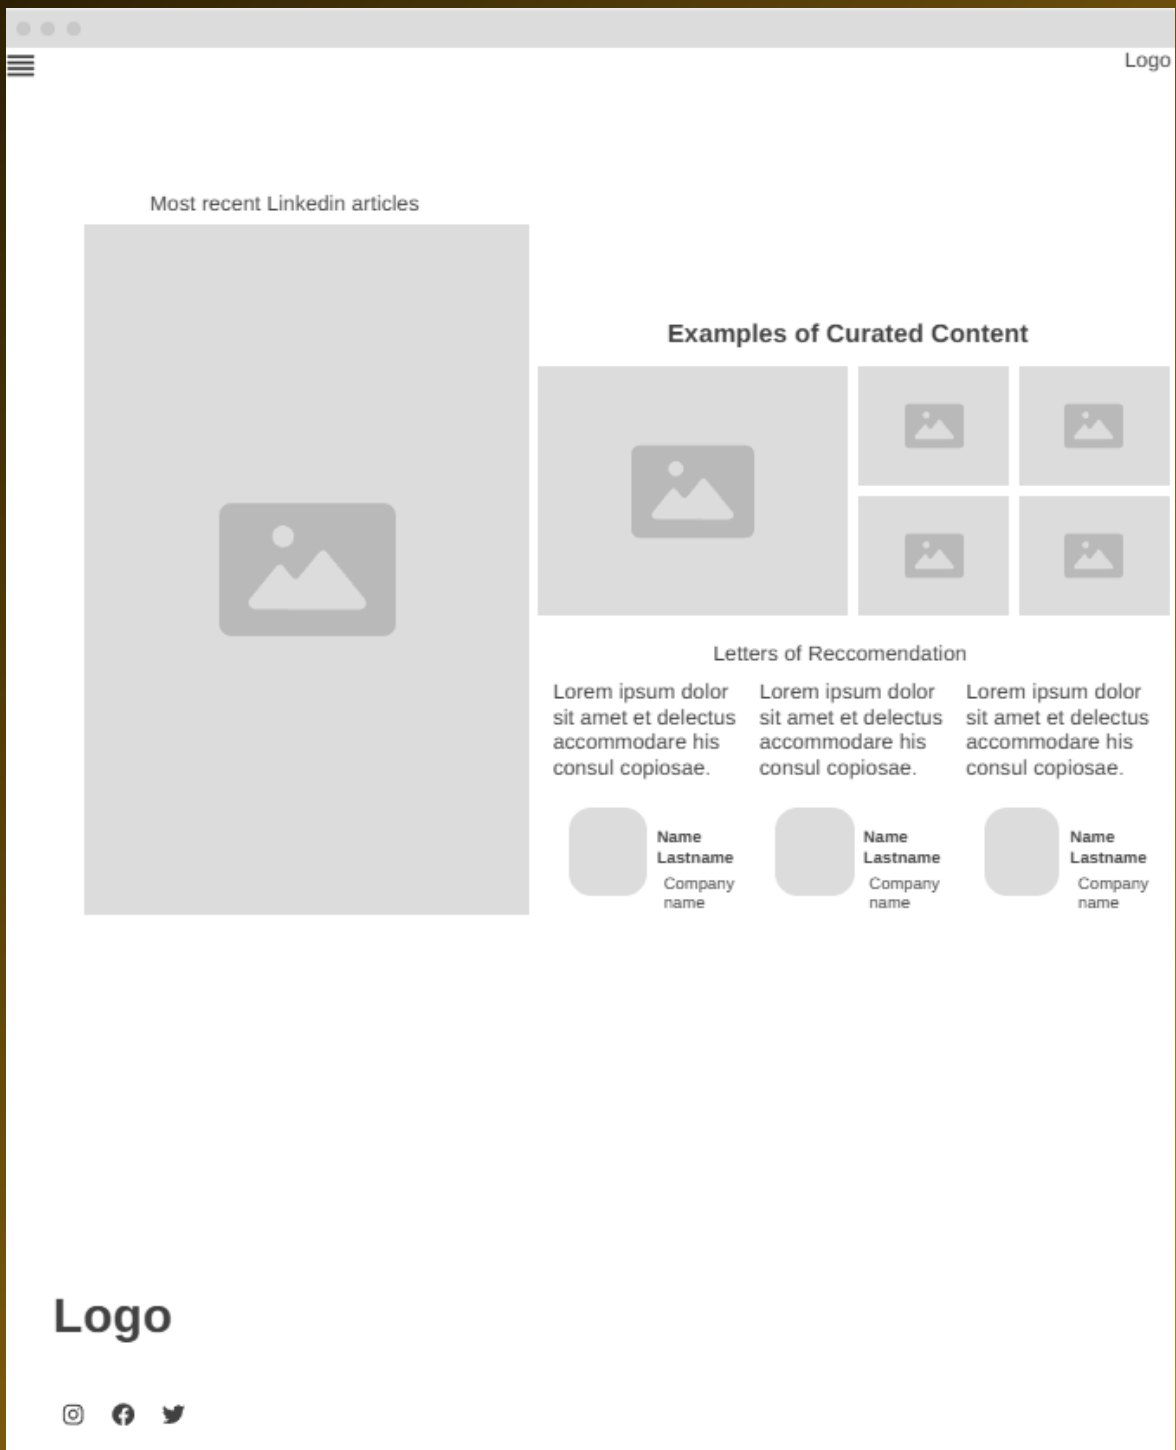 Logo
Most recent Linkedin articles
Examples of Curated Content
Letters of Reccomendation
Lorem ipsum dolor
sit amet et delectus
accommodare his
consul copiosae.
Lorem ipsum dolor
sit amet et delectus
accommodare his
consul copiosae.
Lorem ipsum dolor
sit amet et delectus
accommodare his
consul copiosae.
Name
Lastname
Company
name
Name
Lastname
Company
name
Name
Lastname
Company
name
Logo